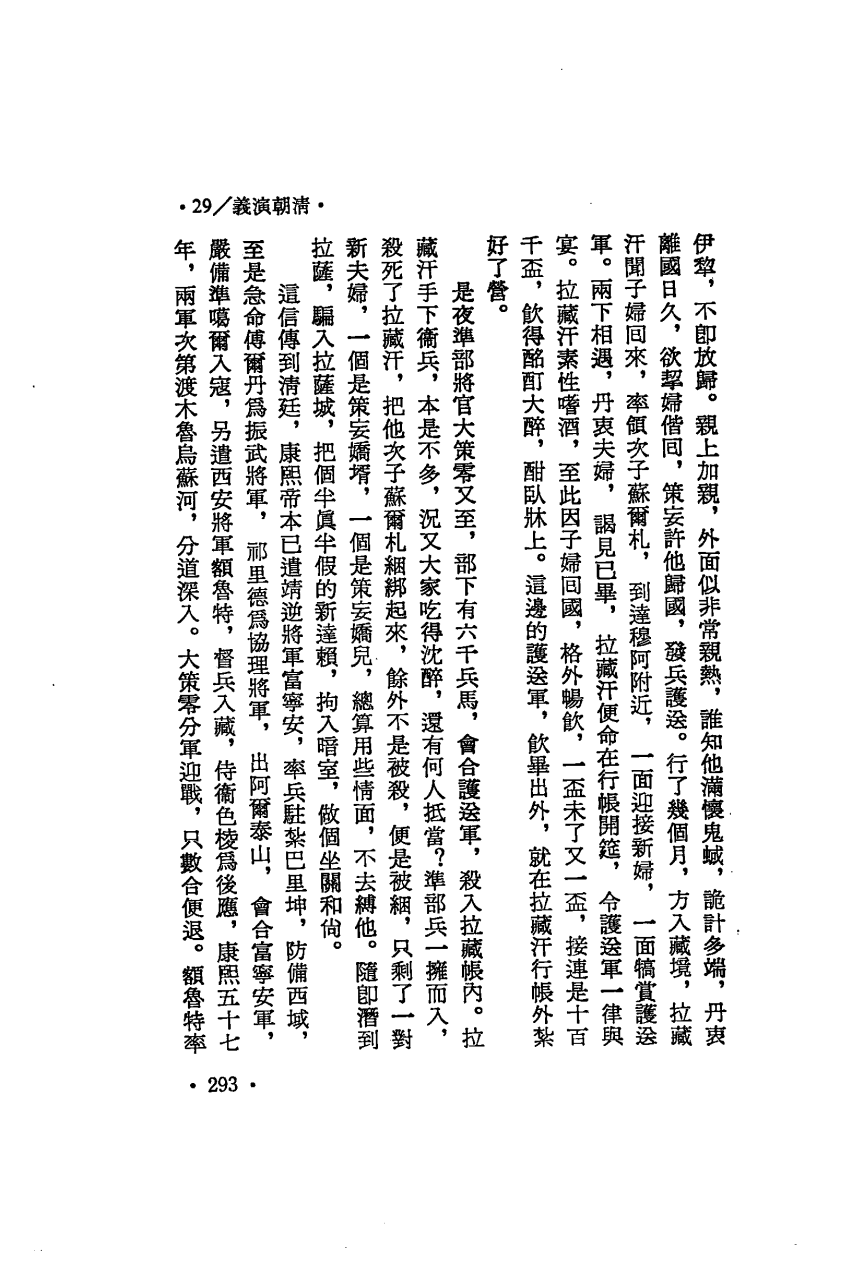 •29╱義演朝清•
伊犂，不卽放歸。親上加親，外面似非常親熱，誰知他滿懷鬼蜮，詭計多端，丹衷
離國日久，欲挈婦偕囘，策妄許他歸國，發兵護送。行了幾個月，方入藏境，拉藏
汗聞子婦囘來，率領次子蘇爾札，到達穆阿附近，一面迎接新婦，一面犒賞護送
軍。兩下相遇，丹衷夫婦，謁見已畢，拉藏汗便命在行帳開筵，令護送軍一律與
宴。拉藏汗素性嗜酒，至此因子婦囘國，格外暢飲，一盃未了又一盃，接連是十百
千盃，飲得酩酊大醉，酣臥牀上。這邊的護送軍，飲畢出外，就在拉藏汗行帳外紮
好了營。
是夜準部將官大策零又至，部下有六千兵馬，會合護送軍，殺入拉藏帳內。拉
藏汗手下衞兵，本是不多，況又大家吃得沈醉，還有何人抵當？準部兵一擁而入，
殺死了拉藏汗，把他次子蘇爾札綑綁起來，餘外不是被殺，便是被綑，只剩了一對
新夫婦，一個是策妄嬌壻，一個是策妄嬌兒，總算用些情面，不去縛他。隨卽潛到
拉薩，騙入拉薩城，把個半眞半假的新達賴，拘入暗室，做個坐關和尙。
這信傳到清廷，康熙帝本已遣靖逆將軍富寧安，率兵駐紮巴里坤，防備西域，
至是急命傅爾丹爲振武將軍，祁里德爲協理將軍，出阿爾泰山，會合富寧安軍，
嚴備準噶爾入寇，另遣西安將軍額魯特，督兵入藏，侍衞色棱爲後應，康熙五十七
年，兩軍次第渡木魯烏蘇河，分道深入。大策零分軍迎戰，只數合便退。額魯特率
•293•